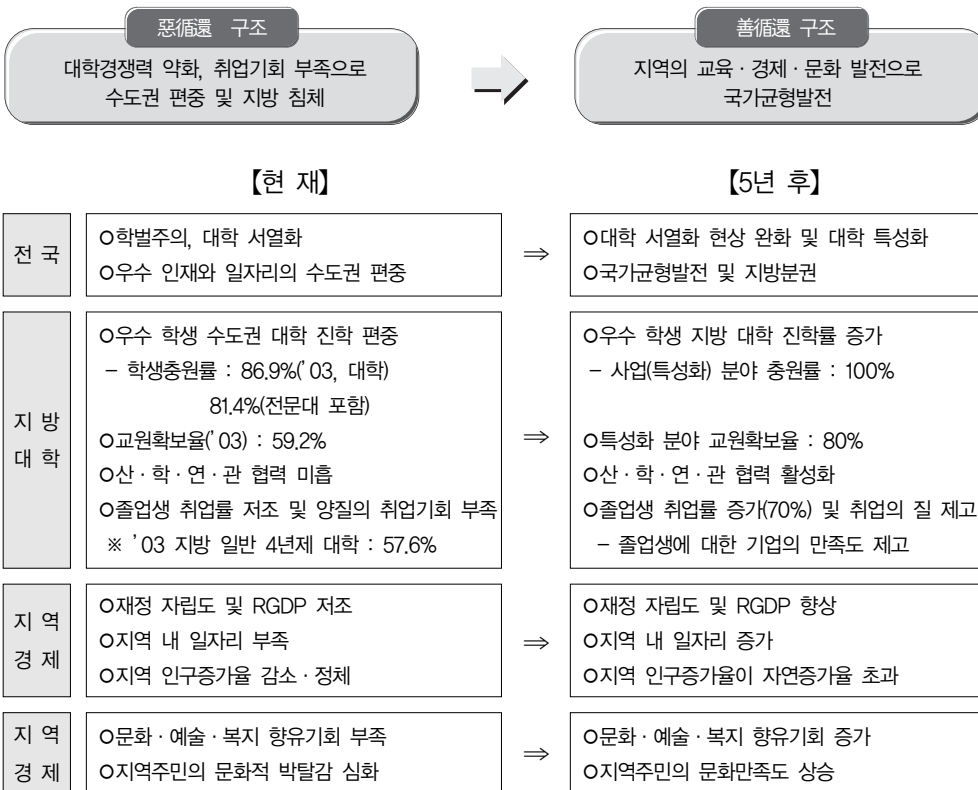 惡循還 구조
대학경쟁력 약화, 취업기회 부족으로
수도권 편중 및 지방 침체
善循還 구조
지역의 교육·경제·문화 발전으로
국가균형발전
【현 재】
【5년 후】
전 국
○학벌주의, 대학 서열화
○우수 인재와 일자리의 수도권 편중
⇒
○대학 서열화 현상 완화 및 대학 특성화
○국가균형발전 및 지방분권
지 방
대 학
○우수 학생 수도권 대학 진학 편중
- 학생충원률 : 86.9%('03, 대학)
81.4%(전문대 포함)
○교원확보율('03) : 59.2%
○산·학·연·관 협력 미흡
○졸업생 취업률 저조 및 양질의 취업기회 부족
※ '03 지방 일반 4년제 대학 : 57.6%
⇒
○우수 학생 지방 대학 진학률 증가
- 사업(특성화) 분야 충원률 : 100%
○특성화 분야 교원확보율 : 80%
○산·학·연·관 협력 활성화
○졸업생 취업률 증가(70%) 및 취업의 질 제고
- 졸업생에 대한 기업의 만족도 제고
지 역
경 제
○재정 자립도 및 RGDP 저조
○지역 내 일자리 부족
○지역 인구증가율 감소·정체
⇒
○재정 자립도 및 RGDP 향상
○지역 내 일자리 증가
○지역 인구증가율이 자연증가율 초과
지 역
경 제
○문화·예술·복지 향유기회 부족
○지역주민의 문화적 박탈감 심화
⇒
○문화·예술·복지 향유기회 증가
○지역주민의 문화만족도 상승